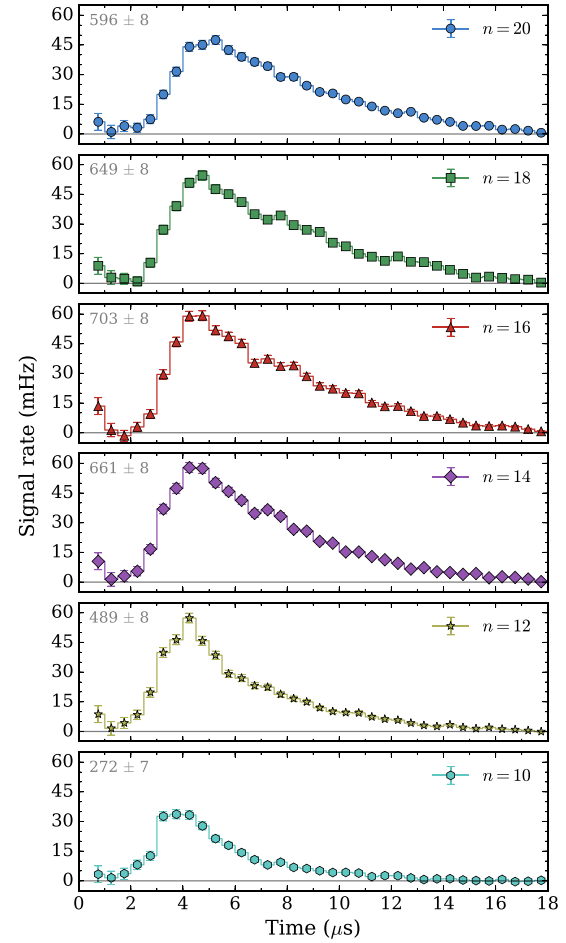 Signal rate (mHz)
60
45
30
15
0
596 ± 8
n = 20
60
45
30
15
0
649 ± 8
n = 18
60
45
30
15
0
703 ± 8
n = 16
60
45
30
15
0
661 ± 8
n = 14
60
45
30
15
0
489 ± 8
n = 12
60
45
30
15
0
272 ± 7
n = 10
0 2 4 6 8 10 12 14 16 18
Time (μs)